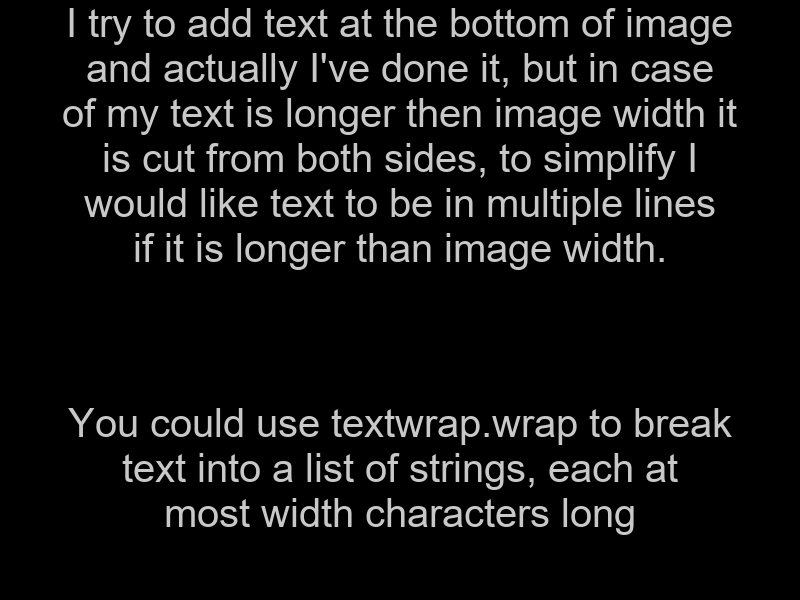 I try to add text at the bottom of image
and actually I've done it, but in case
of my text is longer then image width it
is cut from both sides, to simplify I
would like text to be in multiple lines
if it is longer than image width.
You could use textwrap.wrap to break
text into a list of strings, each at
most width characters long